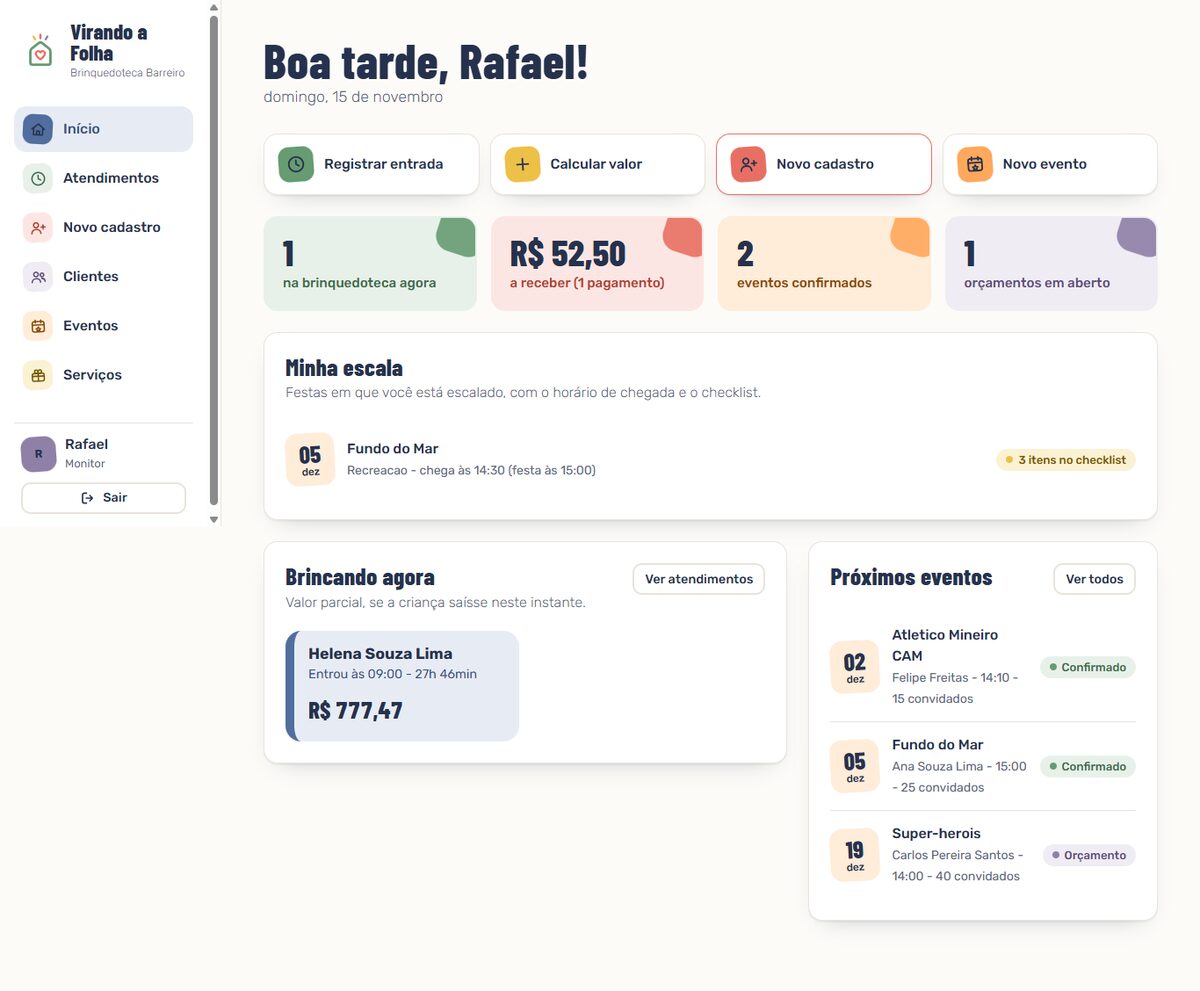 Virando a
Folha
Brinquedoteca Barreiro
Início
Atendimentos
Novo cadastro
Clientes
Eventos
Serviços
R
Rafael
Monitor
Sair
Boa tarde, Rafael!
domingo, 15 de novembro
Registrar entrada
Calcular valor
Novo cadastro
Novo evento
1
na brinquedoteca agora
R$ 52,50
a receber (1 pagamento)
2
eventos confirmados
1
orçamentos em aberto
Minha escala
Festas em que você está escalado, com o horário de chegada e o checklist.
05
dez
Fundo do Mar
Recreacao - chega às 14:30 (festa às 15:00)
3 itens no checklist
Brincando agora
Ver atendimentos
Valor parcial, se a criança saísse neste instante.
Helena Souza Lima
Entrou às 09:00 - 27h 46min
R$ 777,47
Próximos eventos
Ver todos
02
dez
Atletico Mineiro
CAM
Felipe Freitas - 14:10 -
15 convidados
Confirmado
05
dez
Fundo do Mar
Ana Souza Lima - 15:00
- 25 convidados
Confirmado
19
dez
Super-herois
Carlos Pereira Santos -
14:00 - 40 convidados
Orçamento